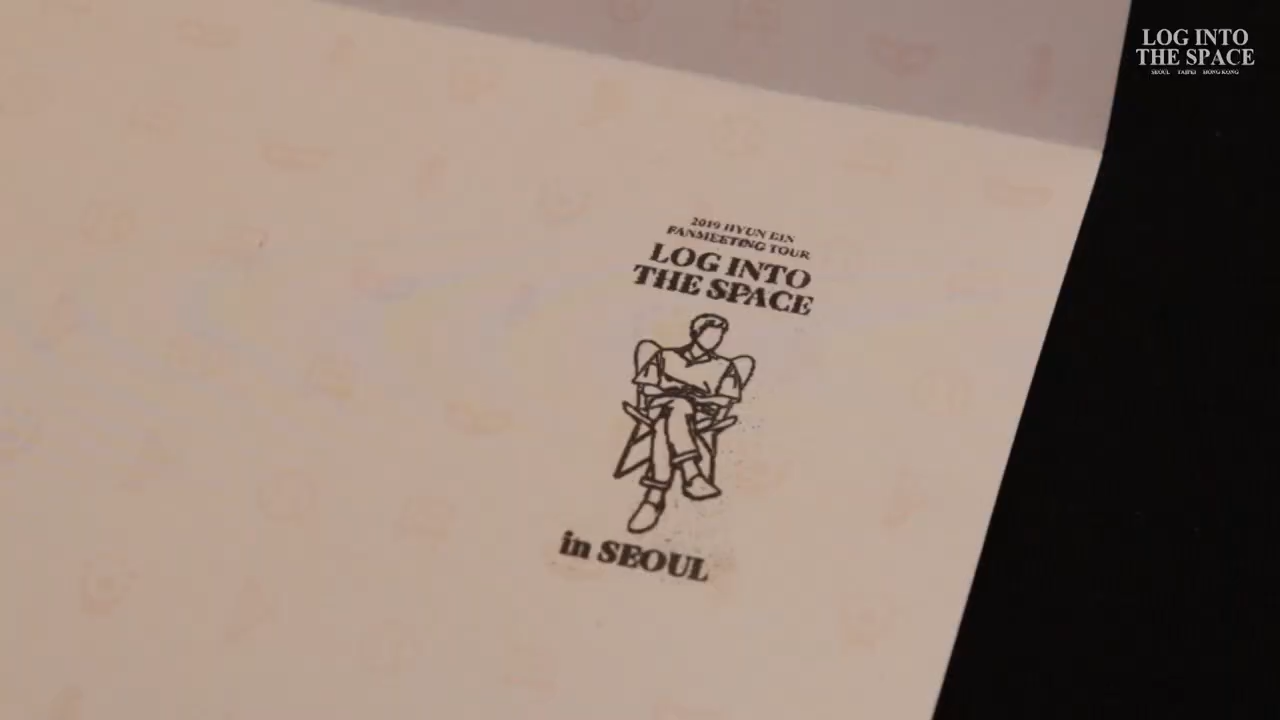 LOG INTO
THE SPACE
SEOUL TAIPEI HONG KONG
2019 HYUN BIN
FANMEETING TOUR
LOG INTO
THE SPACE
in SEOUL